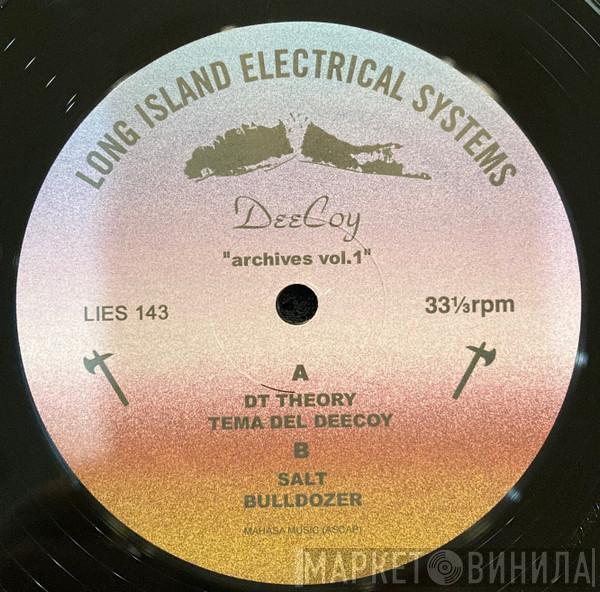 LONG ISLAND ELECTRICAL SYSTEMS
DeeCoy
"archives vol.1"
LIES 143
33⅓rpm
A
DT THEORY
TEMA DEL DEECOY
B
SALT
BULLDOZER
MAHASA MUSIC (ASCAP)
МАРКЕТ ВИНИЛА